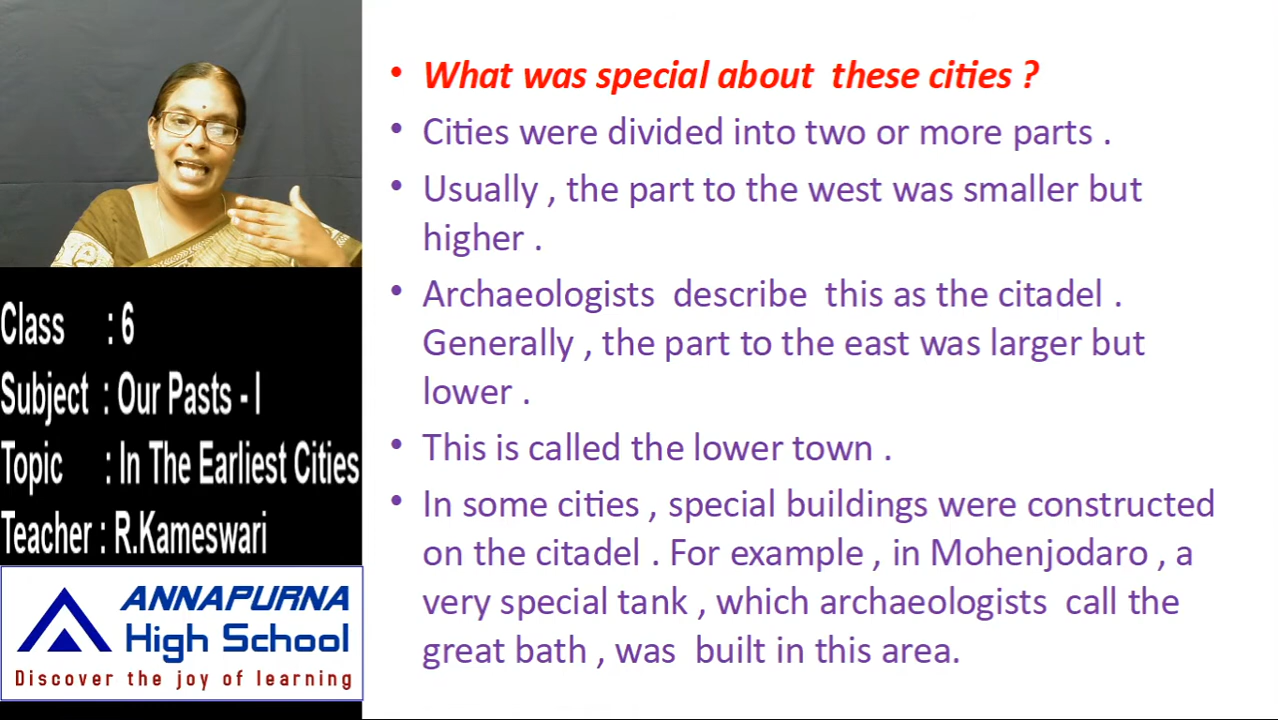 • What was special about these cities ?
• Cities were divided into two or more parts .
• Usually , the part to the west was smaller but
higher .
• Archaeologists describe this as the citadel .
Generally , the part to the east was larger but
lower .
• This is called the lower town .
• In some cities , special buildings were constructed
on the citadel . For example , in Mohenjodaro , a
very special tank , which archaeologists call the
great bath , was built in this area.
Class : 6
Subject : Our Pasts - I
Topic : In The Earliest Cities
Teacher : R.Kameswari
ANNAPURNA
High School
Discover the joy of learning